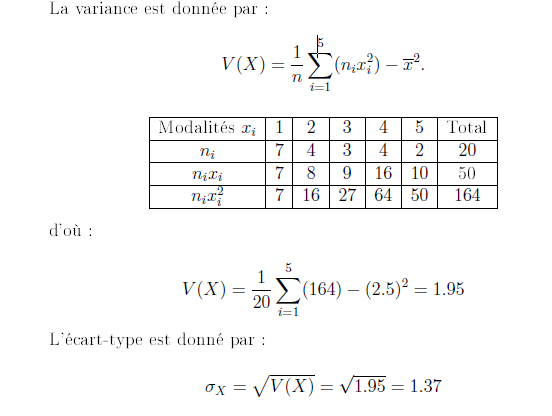 La variance est donnée par :
V(X) = \frac{1}{n} \sum_{i=1}^{5} (n_i x_i^2) − \overline{x}^2.
Modalités x_i 1 2 3 4 5 Total
n_i 7 4 3 4 2 20
n_i x_i 7 8 9 16 10 50
n_i x_i^2 7 16 27 64 50 164
d'où :
V(X) = \frac{1}{20} \sum_{i=1}^{5} (164) − (2.5)^2 = 1.95
L'écart-type est donné par :
σ_X = \sqrt{V(X)} = \sqrt{1.95} = 1.37